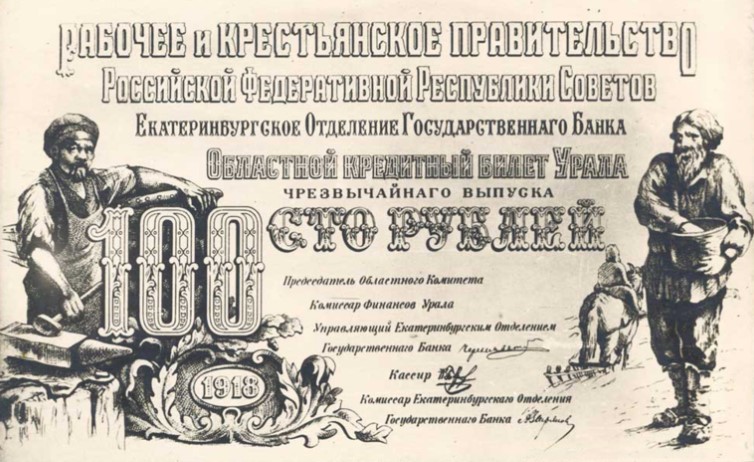 РАБОЧЕЕ и КРЕСТЬЯНСКОЕ ПРАВИТЕЛЬСТВО
РОССИЙСКОЙ ФЕДЕРАТИВНОЙ РЕСПУБЛИКИ СОВЕТОВ
ЕКАТЕРИНБУРГСКОЕ ОТДЕЛЕНИЕ ГОСУДАРСТВЕННАГО БАНКА
ОБЛАСТНОЙ КРЕДИТНЫЙ БИЛЕТ УРАЛА
ЧРЕЗВЫЧАЙНАГО ВЫПУСКА
100 СТО РУБЛЕЙ
Председатель Областного Комитета
Комиссар Финансов Урала
Управляющий Екатеринбургским Отделением
Государственнаго Банка
Кассир
1918
Комиссар Екатеринбургскаго Отделения
Государственнаго Банка